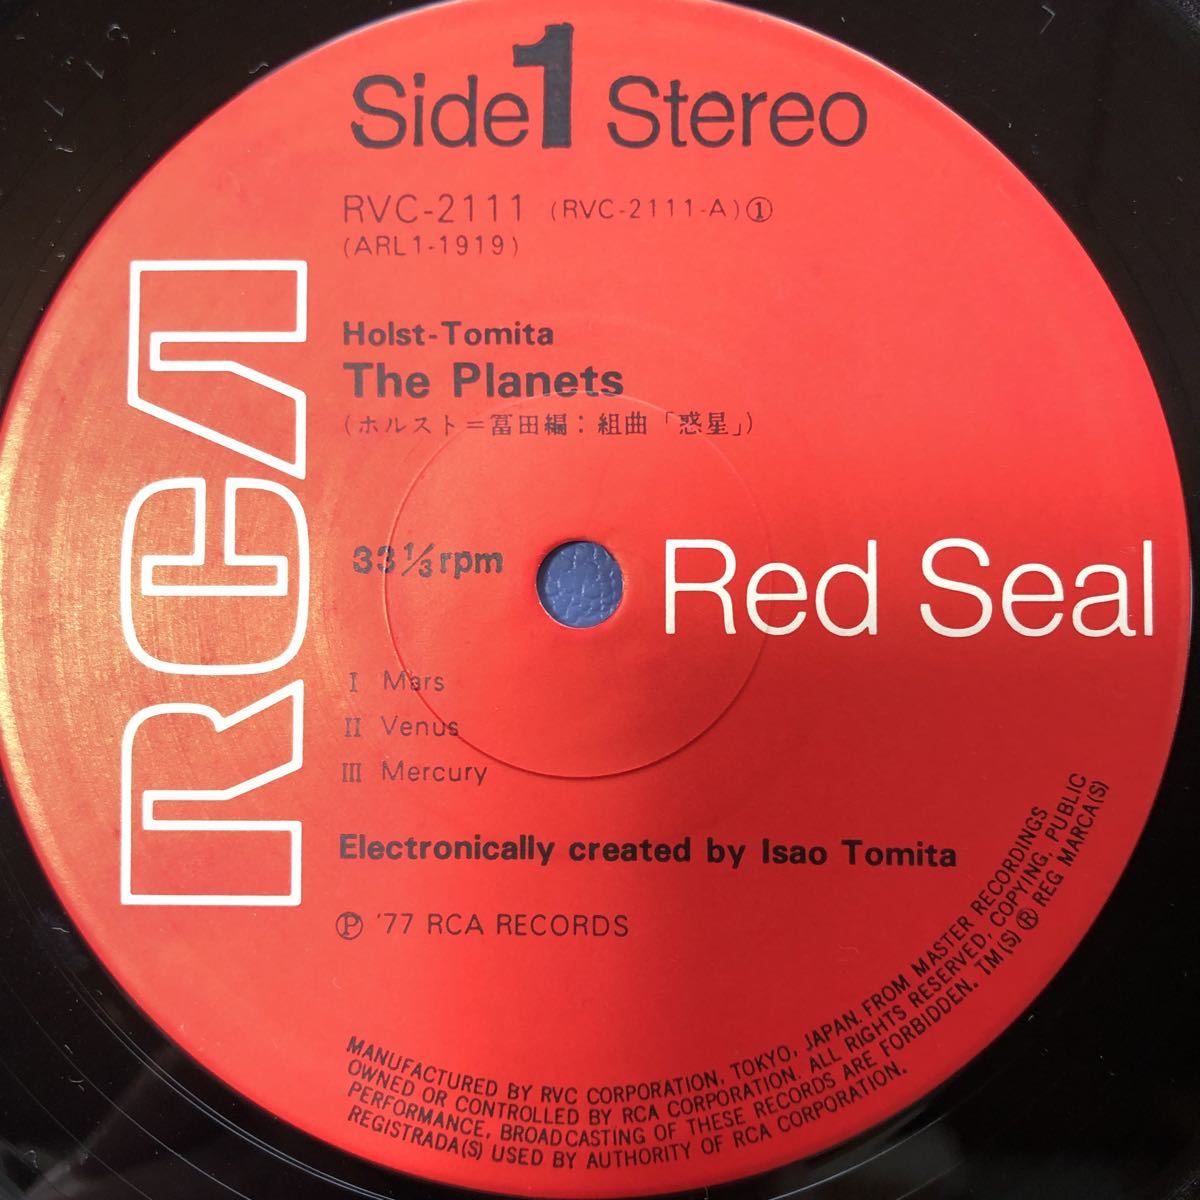 Side 1 Stereo
RVC-2111 (RVC-2111-A)①
(ARL1-1919)
RCA
Holst-Tomita
The Planets
(ホルスト=冨田編:組曲「惑星」)
33 1/3 rpm
Red Seal
I Mars
II Venus
III Mercury
Electronically created by Isao Tomita
Ⓟ '77 RCA RECORDS
MANUFACTURED BY RVC CORPORATION, TOKYO, JAPAN. FROM MASTER RECORDINGS
OWNED OR CONTROLLED BY RCA CORPORATION. ALL RIGHTS RESERVED, COPYING, PUBLIC
PERFORMANCE, BROADCASTING OF THESE RECORDS ARE FORBIDDEN. TM(S) ® REG MARCA(S)
REGISTRADA(S) USED BY AUTHORITY OF RCA CORPORATION.